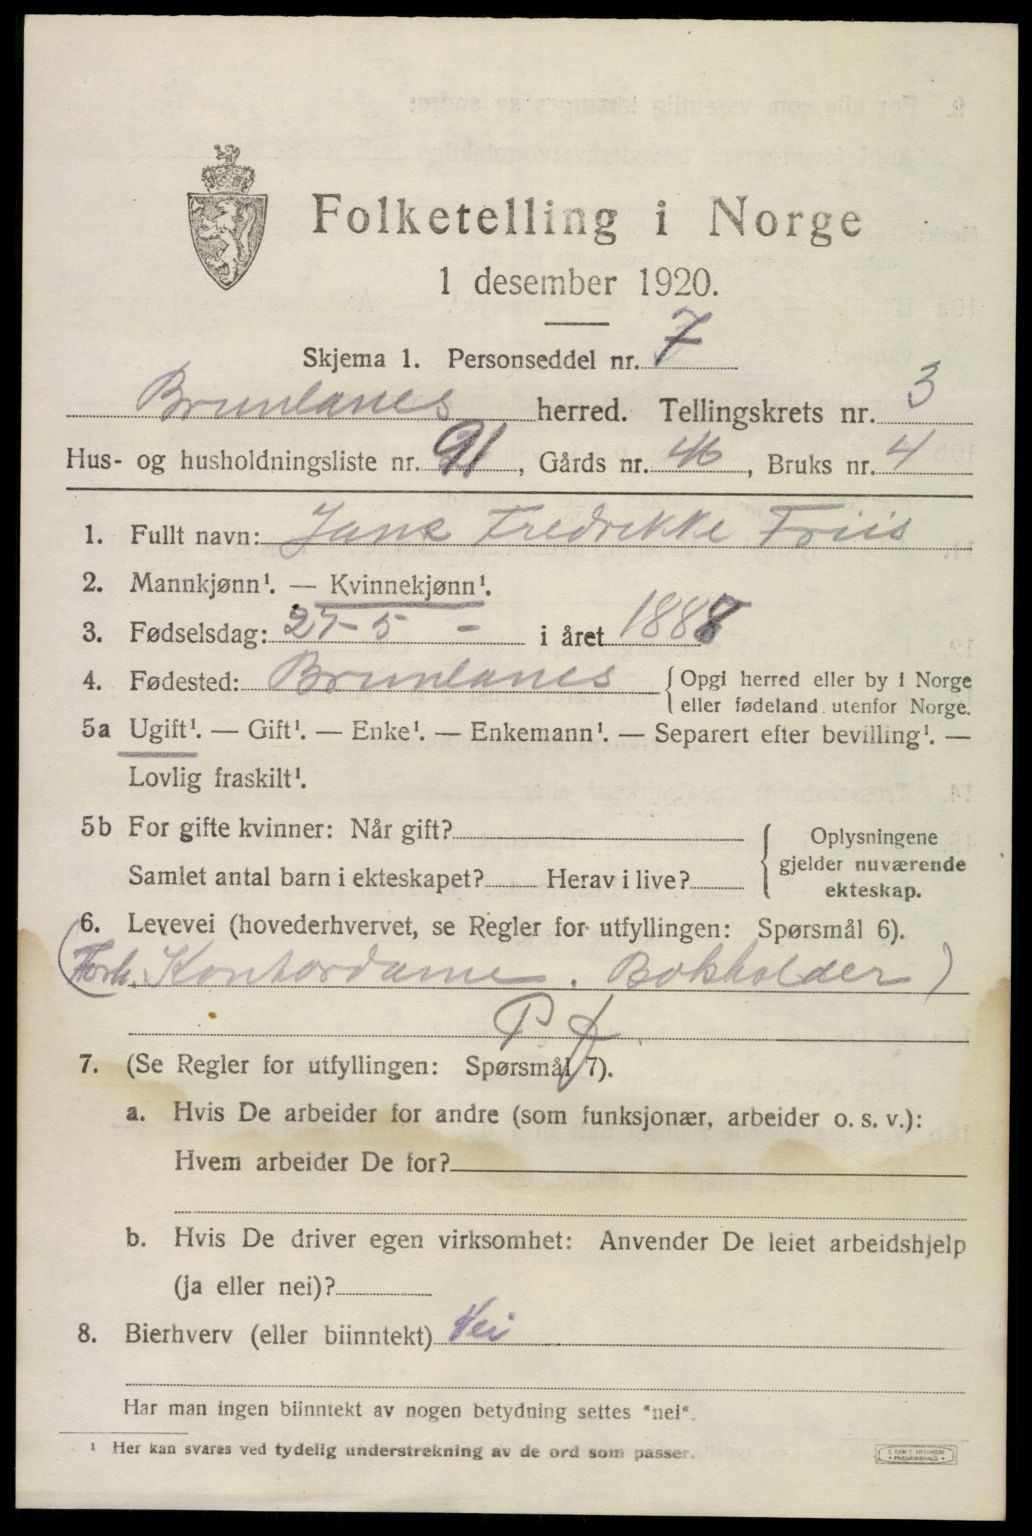 Folketelling i Norge
1 desember 1920.
Skjema 1. Personseddel nr. 7
Brunlanes herred. Tellingskrets nr. 3
Hus- og husholdningsliste nr. 91, Gårds nr. 46, Bruks nr. 4
1. Fullt navn: Fredrikke Friis
2. Mannkjønn¹. — Kvinnekjønn¹.
3. Fødselsdag: 27-5 - i året 1888
4. Fødested: Brunlanes { Opgi herred eller by i Norge
eller fødeland utenfor Norge.
5a Ugift¹. — Gift¹. — Enke¹. — Enkemann¹. — Separert efter bevilling¹. —
Lovlig fraskilt¹.
5b For gifte kvinner: Når gift? { Oplysningene
Samlet antal barn i ekteskapet? Herav i live? gjelder nuværende
ekteskap.
6. Levevei (hovederhvervet, se Regler for utfyllingen: Spørsmål 6).
(Forh. Kontordame. Bokholder)
7. (Se Regler for utfyllingen: Spørsmål 7).
a. Hvis De arbeider for andre (som funksjonær, arbeider o. s. v.):
Hvem arbeider De for?
b. Hvis De driver egen virksomhet: Anvender De leiet arbeidshjelp
(ja eller nei)?
8. Bierhverv (eller biinntekt) Nei
Har man ingen biinntekt av nogen betydning settes "nei".
¹ Her kan svares ved tydelig understrekning av de ord som passer.